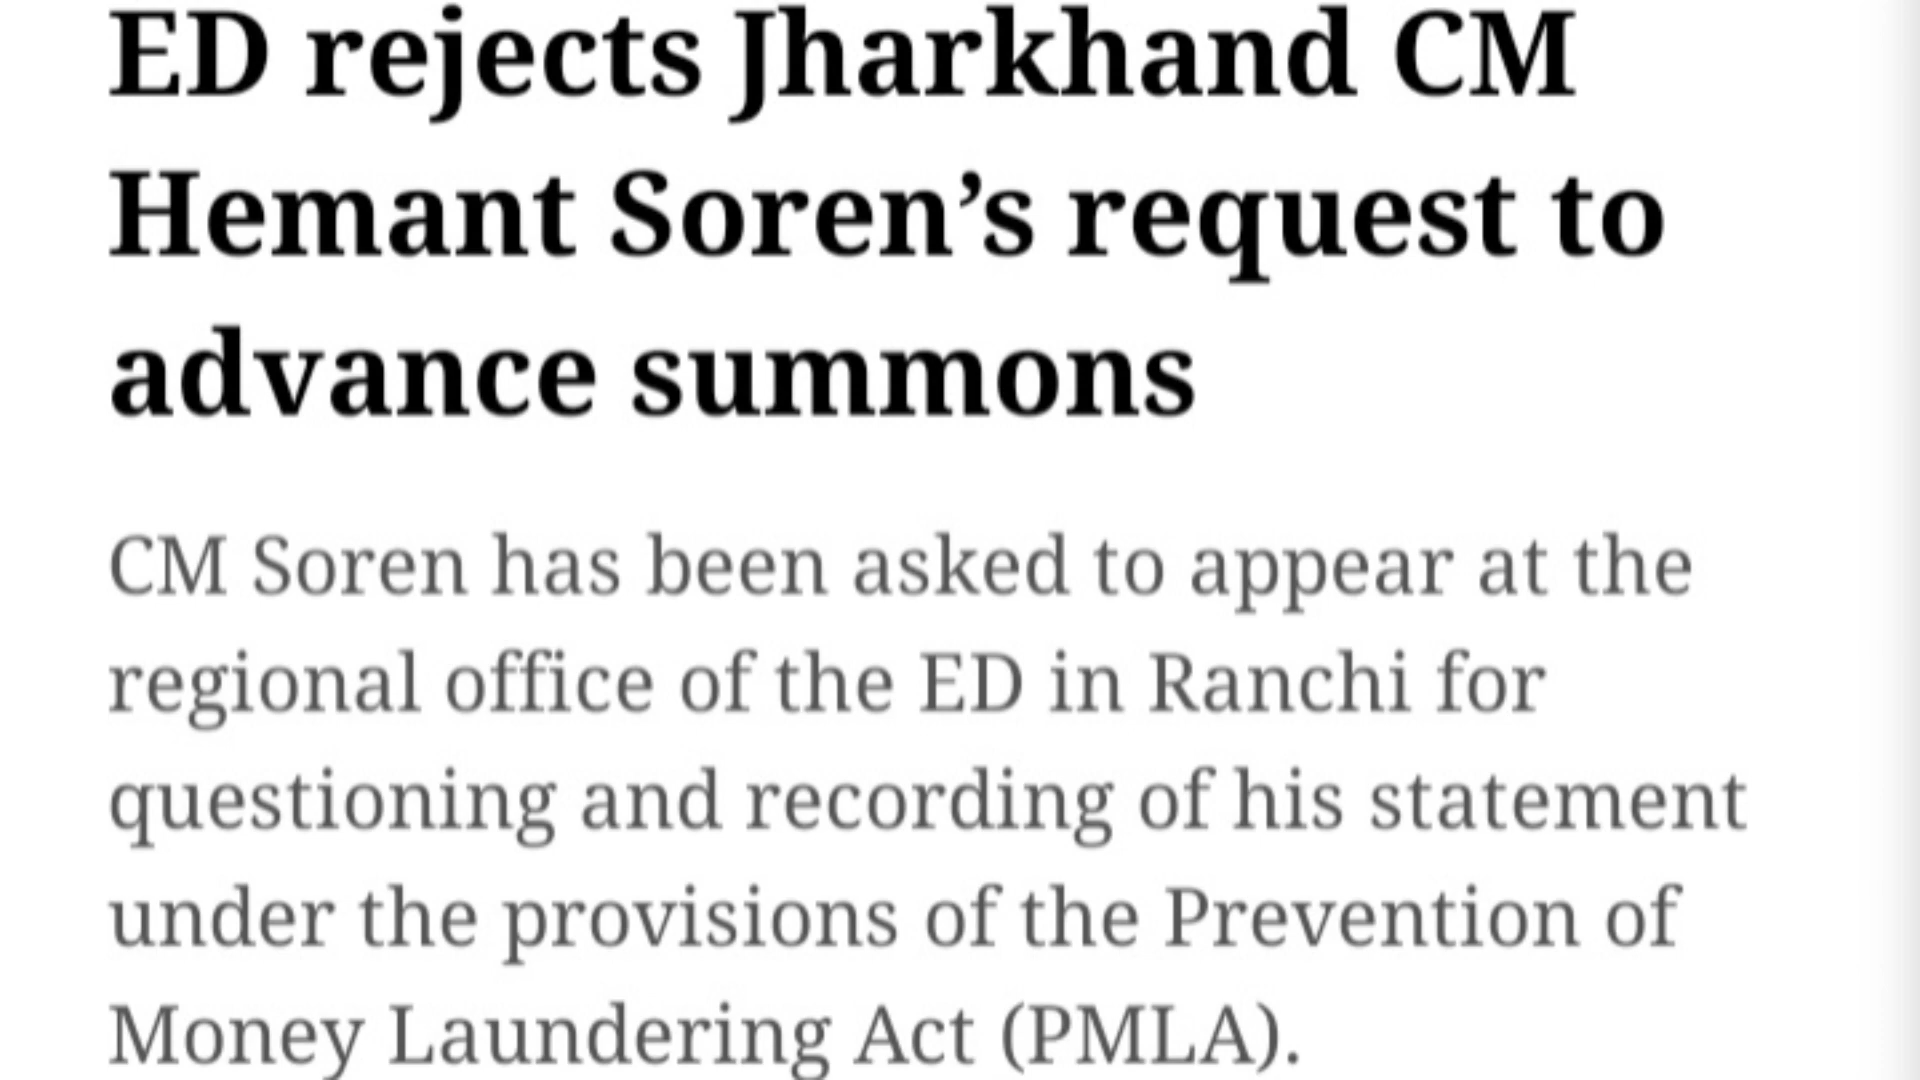 ED rejects Jharkhand CM
Hemant Soren’s request to
advance summons
CM Soren has been asked to appear at the
regional office of the ED in Ranchi for
questioning and recording of his statement
under the provisions of the Prevention of
Money Laundering Act (PMLA).